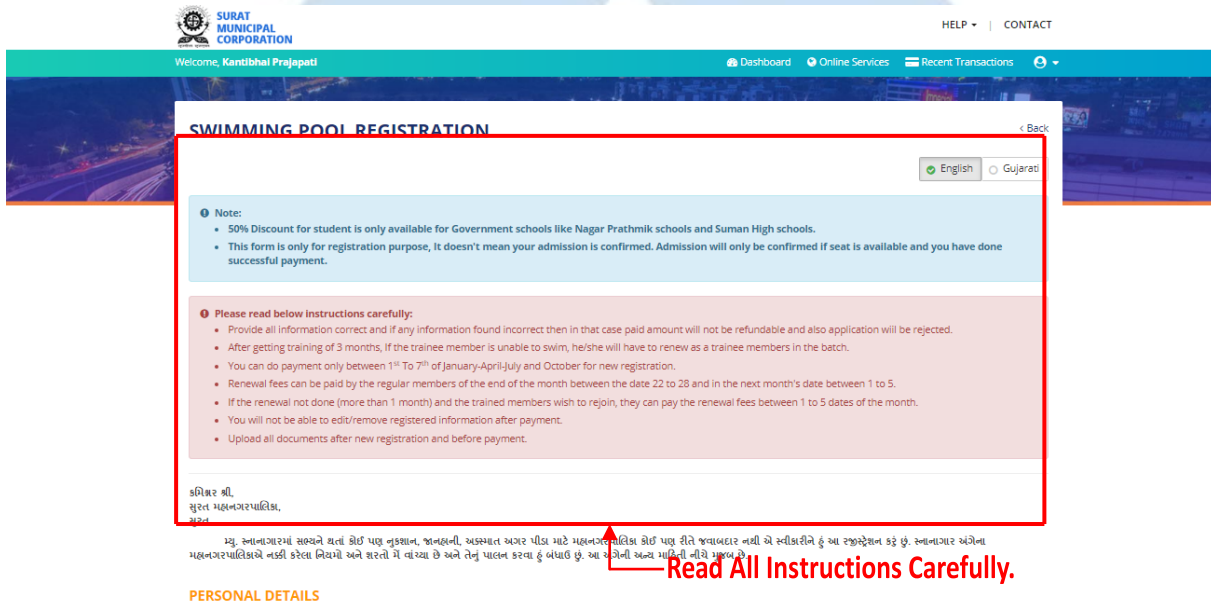 SURAT
MUNICIPAL
CORPORATION
HELP | CONTACT
Welcome, Kantibhai Prajapati
Dashboard Online Services Recent Transactions
SWIMMING POOL REGISTRATION
< Back
English Gujarati
Note:
• 50% Discount for student is only available for Government schools like Nagar Prathmik schools and Suman High schools.
• This form is only for registration purpose, It doesn't mean your admission is confirmed. Admission will only be confirmed if seat is available and you have done
successful payment.
Please read below instructions carefully:
• Provide all information correct and if any information found incorrect then in that case paid amount will not be refundable and also application will be rejected.
• After getting training of 3 months, If the trainee member is unable to swim, he/she will have to renew as a trainee members in the batch.
• You can do payment only between 1st To 7th of January-April-July and October for new registration.
• Renewal fees can be paid by the regular members of the end of the month between the date 22 to 28 and in the next month's date between 1 to 5.
• If the renewal not done (more than 1 month) and the trained members wish to rejoin, they can pay the renewal fees between 1 to 5 dates of the month.
• You will not be able to edit/remove registered information after payment.
• Upload all documents after new registration and before payment.
કમિશ્નર શ્રી,
સુરત મહાનગરપાલિકા,
સુરત
મ્યુ. સ્નાનાગારમાં સભ્યને થતાં કોઈ પણ નુકશાન, જાનહાની, અકસ્માત અગર પીડા માટે મહાનગરપાલિકા કોઈ પણ રીતે જવાબદાર નથી એ સ્વીકારીને હું આ રજીસ્ટ્રેશન કરું છું. સ્નાનાગાર અંગેના
મહાનગરપાલિકાએ નક્કી કરેલા નિયમો અને શરતો મેં વાંચ્યા છે અને તેનું પાલન કરવા હું બંધાઉ છું. આ અંગેની અન્ય માહિતી નીચે મુજબ છે.
Read All Instructions Carefully.
PERSONAL DETAILS